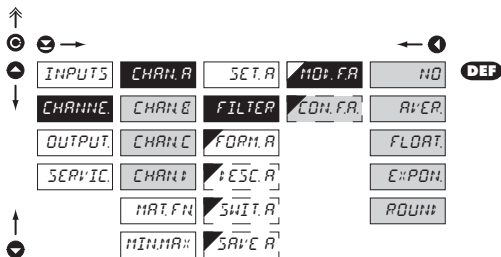 INPUTS CHAN. A SET. A MOD. F.A NO DEF
CHANNE. CHAN. B FILTER CON. F.A. AVER.
OUTPUT. CHAN. C FORM. A FLOAT.
SERVIC. CHAN. D DESC. A EXPON.
MAT. FN. SWIT. A ROUND
MIN.MAX SAVE A